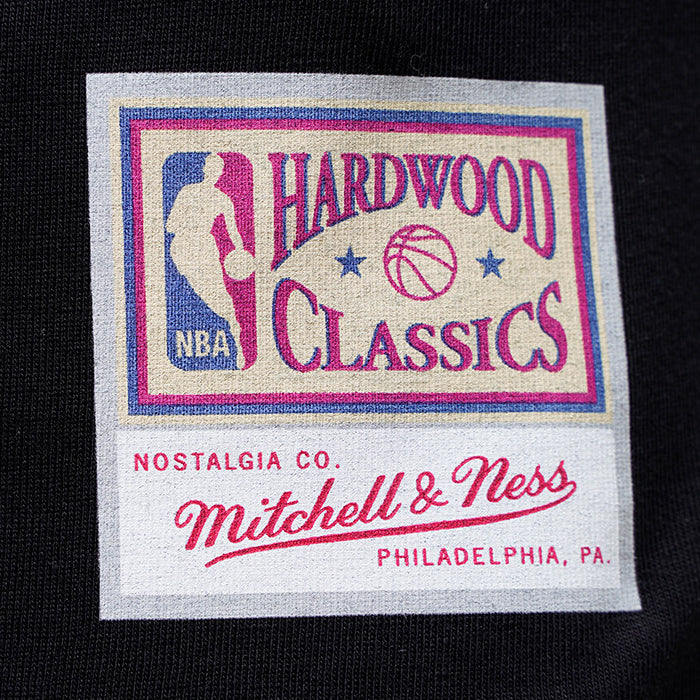 NBA
HARDWOOD
CLASSICS
NOSTALGIA CO.
Mitchell & Ness
PHILADELPHIA, PA.